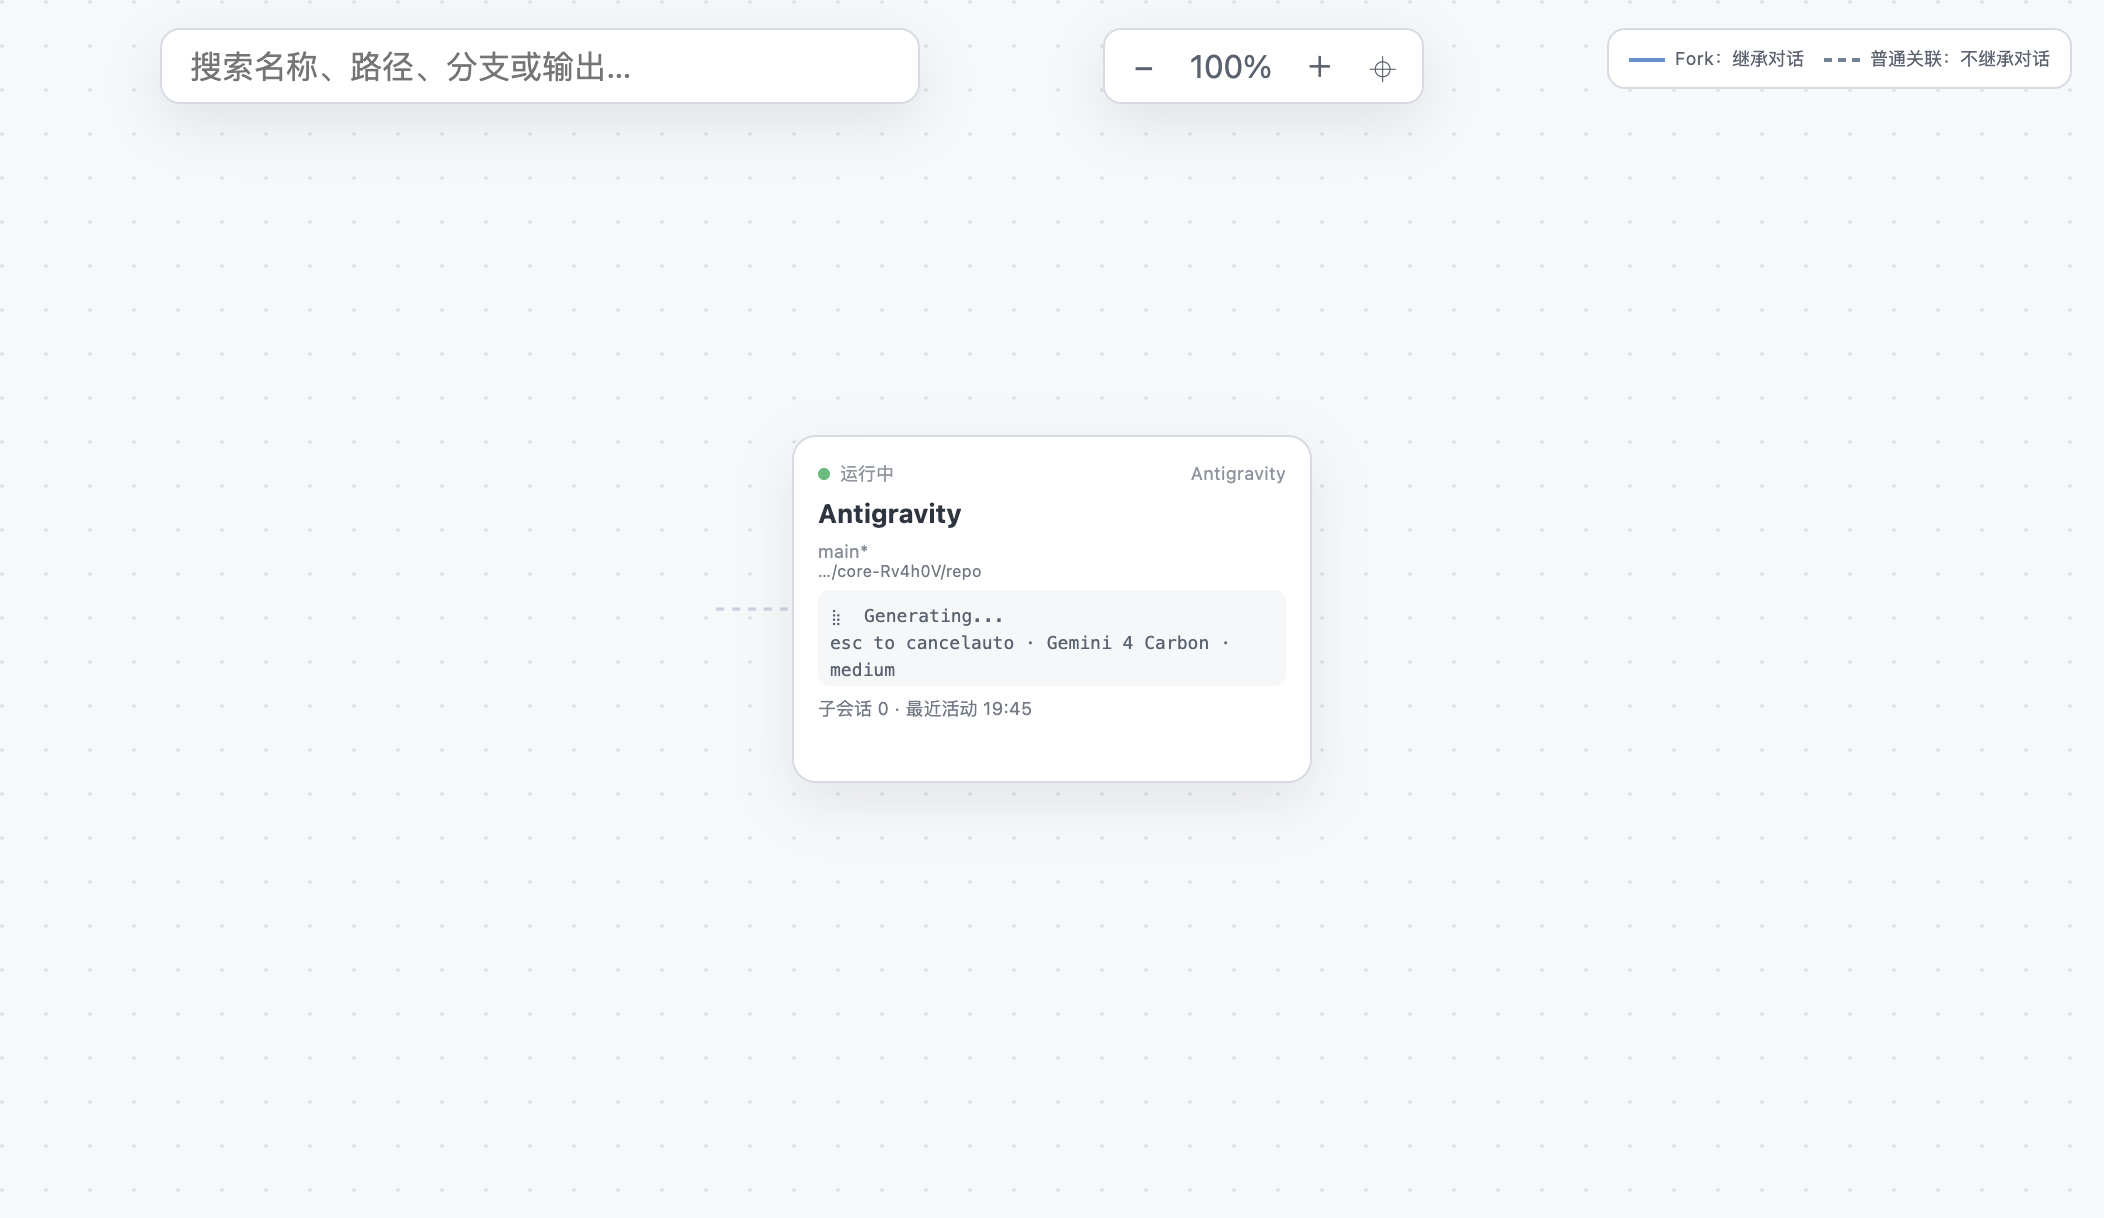 搜索名称、路径、分支或输出...
− 100% +
Fork：继承对话 普通关联：不继承对话
运行中 Antigravity
Antigravity
main*
…/core-Rv4h0V/repo
⣾ Generating...
esc to cancelauto · Gemini 4 Carbon ·
medium
子会话 0 · 最近活动 19:45